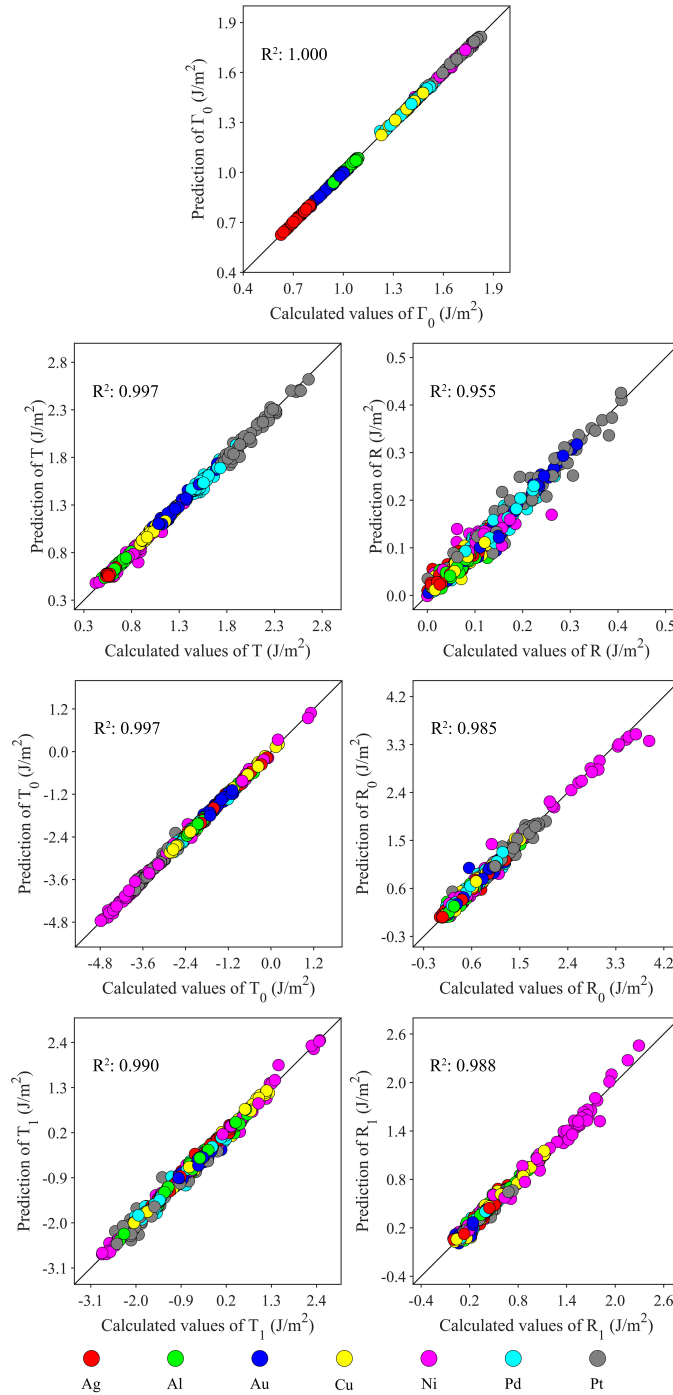 1.9
1.6
1.3
1.0
0.7
0.4
Prediction of Γ₀ (J/m²)
R²: 1.000
0.4 0.7 1.0 1.3 1.6 1.9
Calculated values of Γ₀ (J/m²)
2.8
2.3
1.8
1.3
0.8
0.3
Prediction of T (J/m²)
R²: 0.997
0.3 0.8 1.3 1.8 2.3 2.8
Calculated values of T (J/m²)
0.5
0.4
0.3
0.2
0.1
0.0
Prediction of R (J/m²)
R²: 0.955
0.0 0.1 0.2 0.3 0.4 0.5
Calculated values of R (J/m²)
1.2
0.0
-1.2
-2.4
-3.6
-4.8
Prediction of T₀ (J/m²)
R²: 0.997
-4.8 -3.6 -2.4 -1.2 0.0 1.2
Calculated values of T₀ (J/m²)
4.2
3.3
2.4
1.5
0.6
-0.3
Prediction of R₀ (J/m²)
R²: 0.985
-0.3 0.6 1.5 2.4 3.3 4.2
Calculated values of R₀ (J/m²)
2.4
1.3
0.2
-0.9
-2.0
-3.1
Prediction of T₁ (J/m²)
R²: 0.990
-3.1 -2.0 -0.9 0.2 1.3 2.4
Calculated values of T₁ (J/m²)
2.6
2.0
1.4
0.8
0.2
-0.4
Prediction of R₁ (J/m²)
R²: 0.988
-0.4 0.2 0.8 1.4 2.0 2.6
Calculated values of R₁ (J/m²)
Ag Al Au Cu Ni Pd Pt